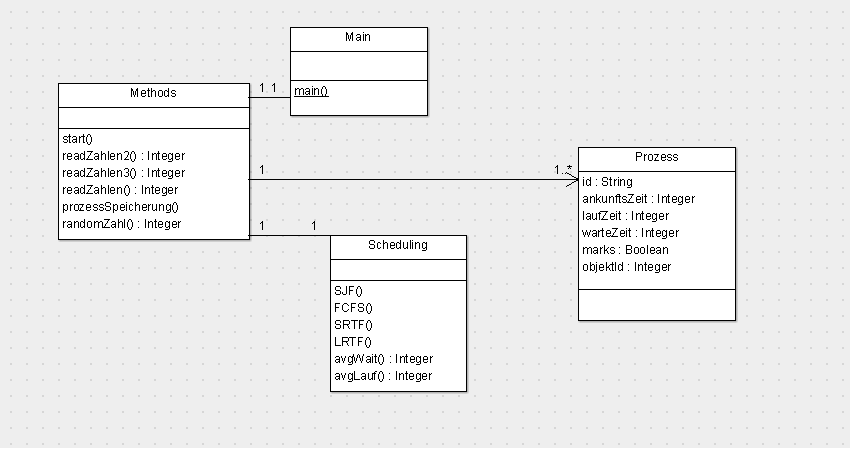 Main
main()
Methods
start()
readZahlen2() : Integer
readZahlen3() : Integer
readZahlen() : Integer
prozessSpeicherung()
randomZahl() : Integer
1 1
1
1..*
1
1
Prozess
id : String
ankunftsZeit : Integer
laufZeit : Integer
warteZeit : Integer
marks : Boolean
objektId : Integer
Scheduling
SJF()
FCFS()
SRTF()
LRTF()
avgWait() : Integer
avgLauf() : Integer